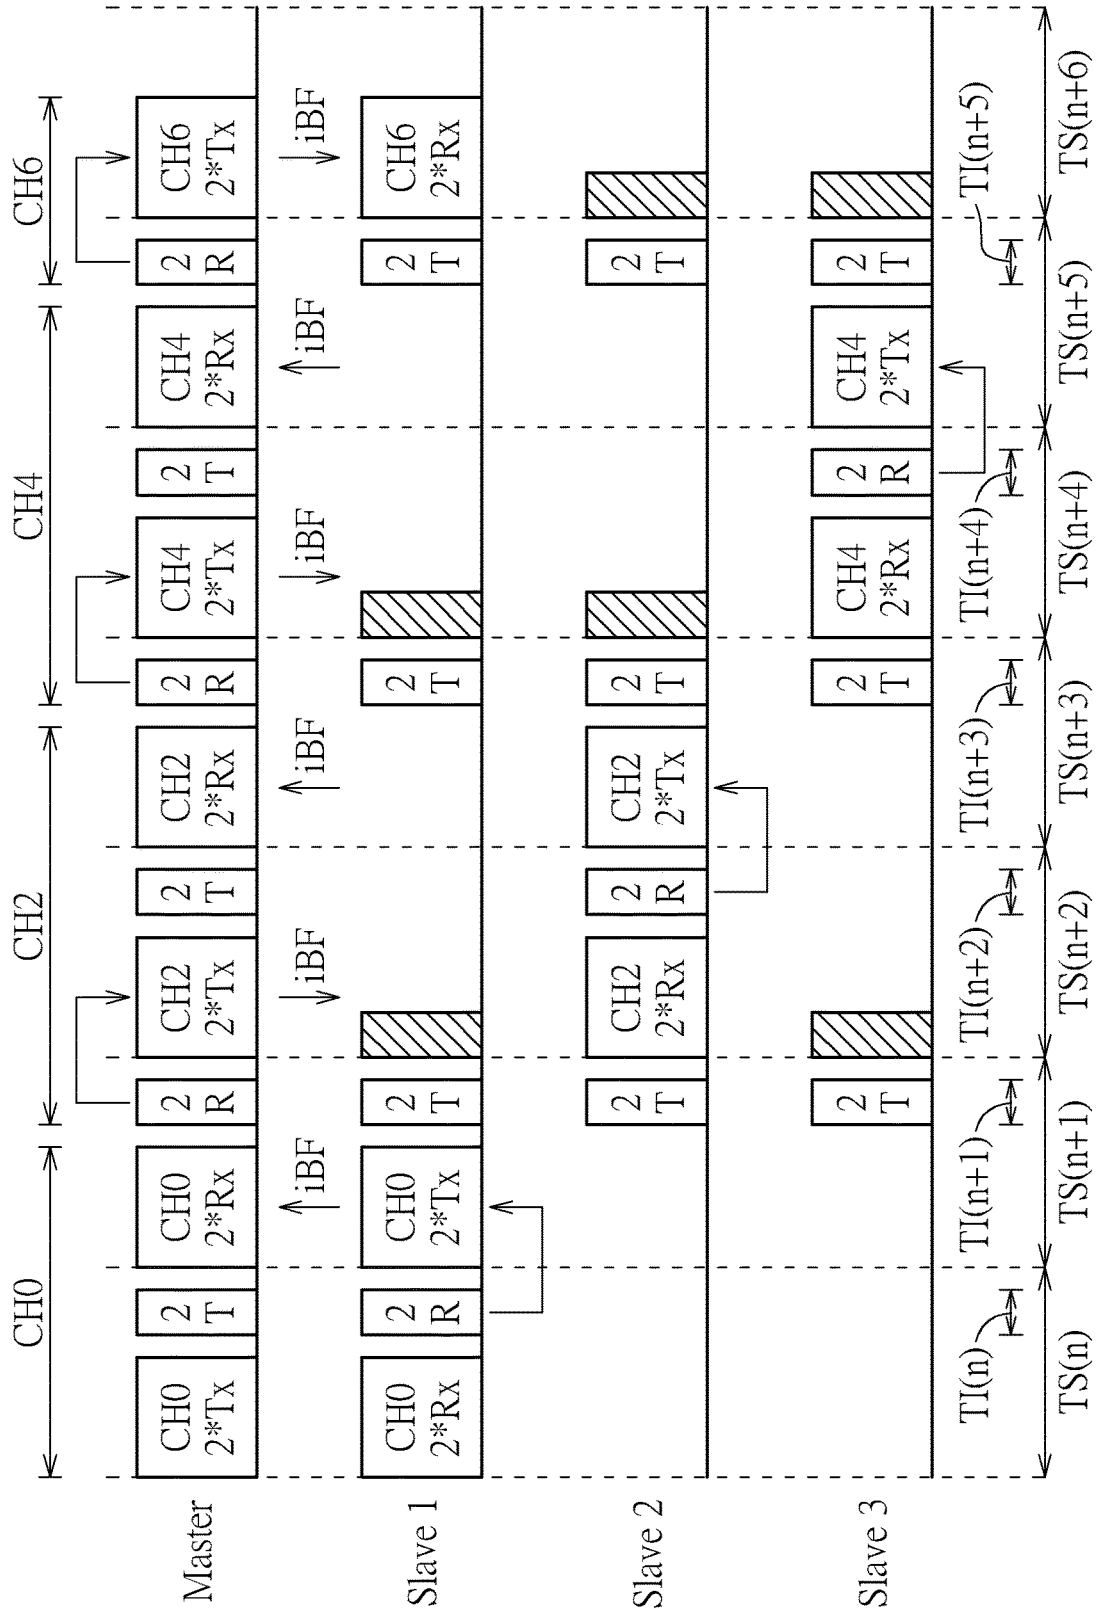 CH0
CH2
CH4
CH6
Master
CH0
2*Tx
2
T
CH0
2*Rx
2
R
CH2
2*Tx
2
T
CH2
2*Rx
2
R
CH4
2*Tx
2
T
CH4
2*Rx
2
R
CH6
2*Tx
iBF
iBF
iBF
iBF
iBF
iBF
Slave 1
CH0
2*Rx
2
R
CH0
2*Tx
2
T
2
T
2
T
CH6
2*Rx
Slave 2
2
T
CH2
2*Rx
2
R
CH2
2*Tx
2
T
2
T
Slave 3
2
T
2
T
CH4
2*Rx
2
R
CH4
2*Tx
2
T
TI(n)
TI(n+1)
TI(n+2)
TI(n+3)
TI(n+4)
TI(n+5)
TS(n)
TS(n+1)
TS(n+2)
TS(n+3)
TS(n+4)
TS(n+5)
TS(n+6)